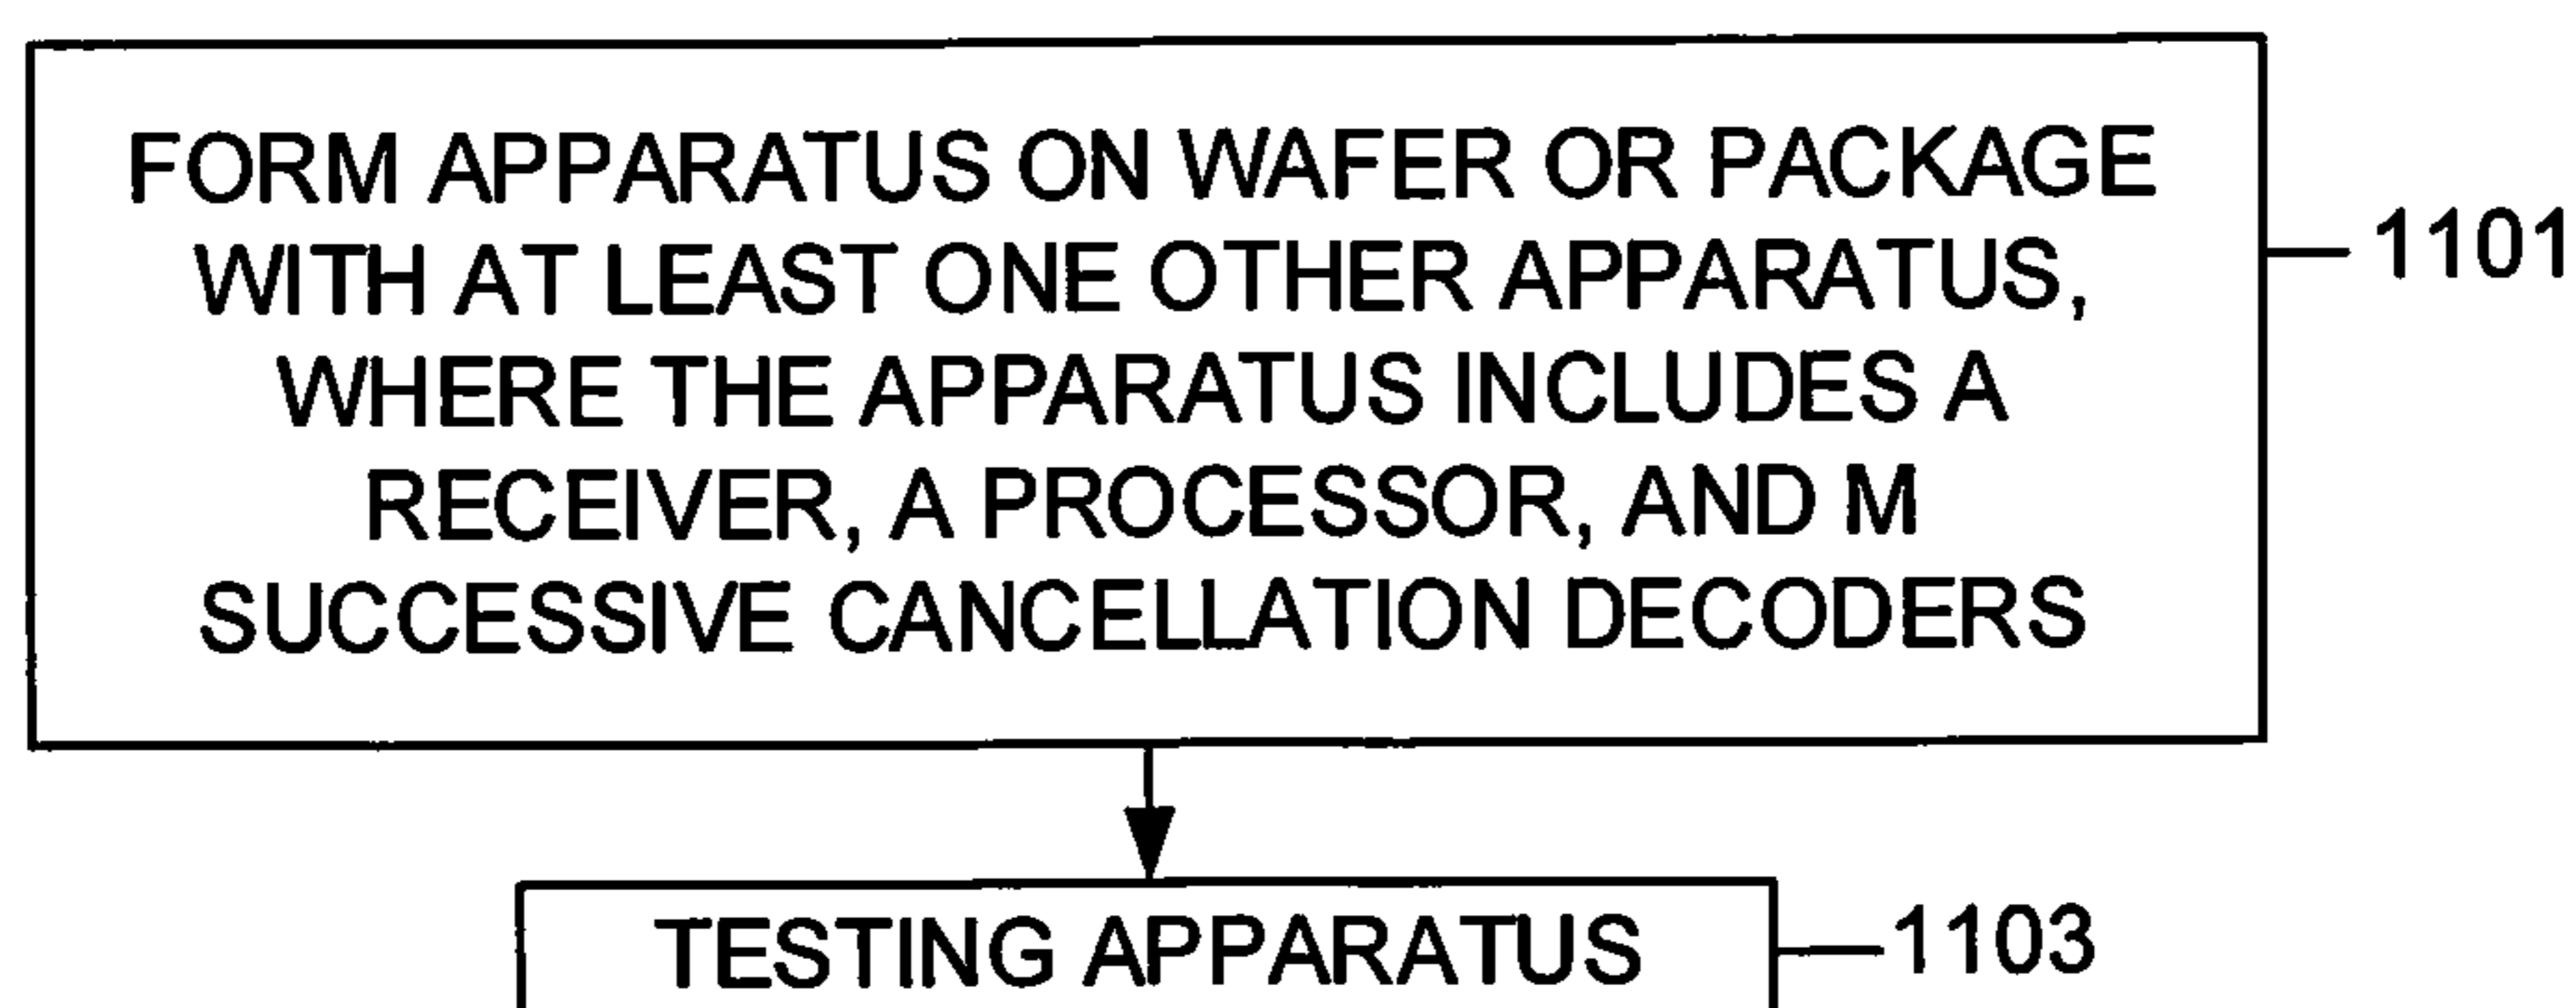 FORM APPARATUS ON WAFER OR PACKAGE
WITH AT LEAST ONE OTHER APPARATUS,
WHERE THE APPARATUS INCLUDES A
RECEIVER, A PROCESSOR, AND M
SUCCESSIVE CANCELLATION DECODERS
1101
TESTING APPARATUS
1103